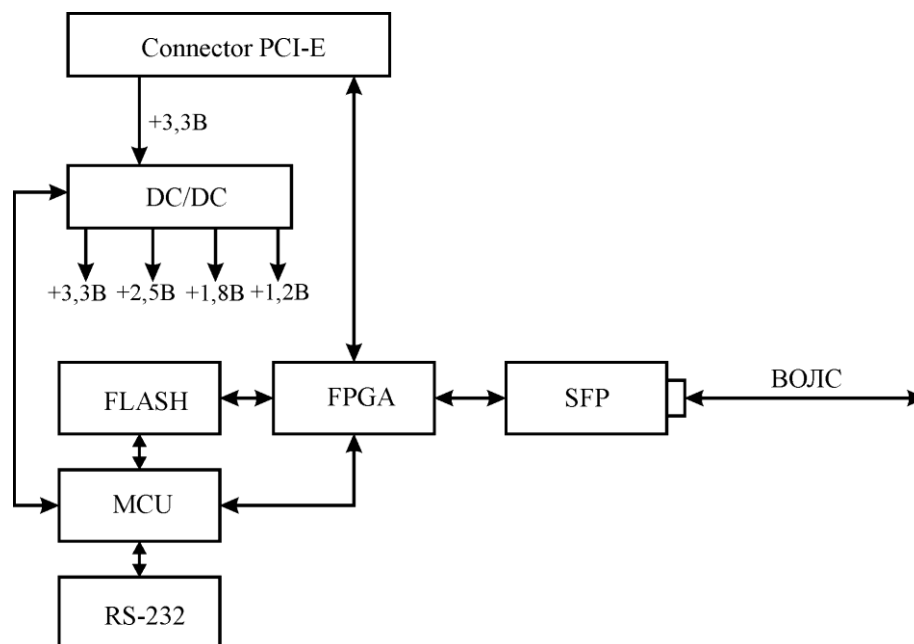 Connector PCI-E
+3,3В
DC/DC
+3,3В +2,5В +1,8В +1,2В
FLASH
FPGA
SFP
ВОЛС
MCU
RS-232